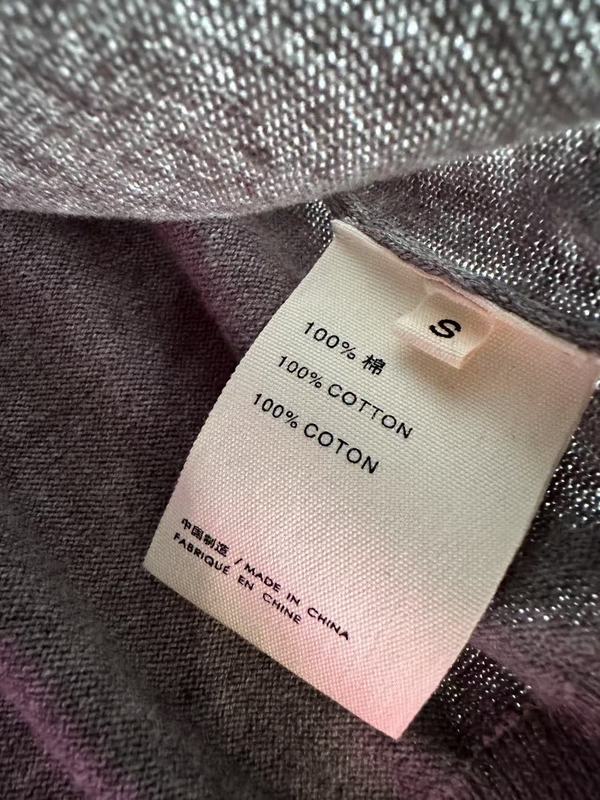 S
100% 棉
100% COTTON
100% COTON
中国制造 / MADE IN CHINA
FABRIQUÉ EN CHINE